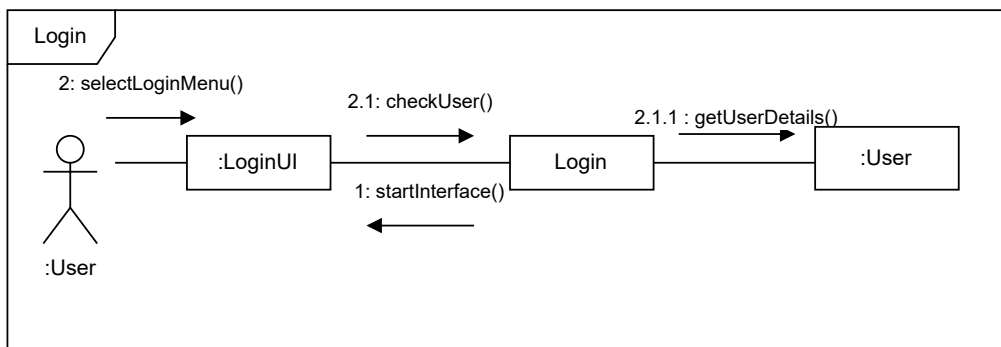 Login
2: selectLoginMenu()
2.1: checkUser()
2.1.1 : getUserDetails()
:LoginUI
Login
:User
1: startInterface()
:User